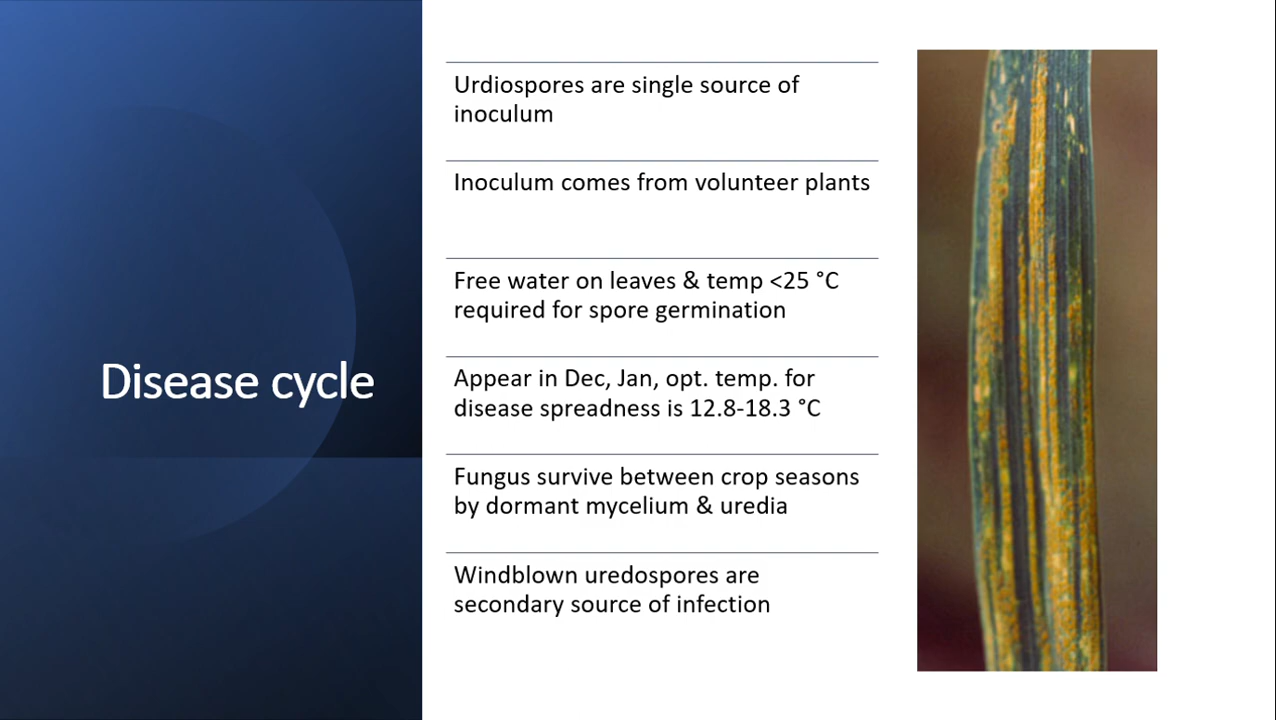 Disease cycle
Urdiospores are single source of
inoculum
Inoculum comes from volunteer plants
Free water on leaves & temp <25 °C
required for spore germination
Appear in Dec, Jan, opt. temp. for
disease spreadness is 12.8-18.3 °C
Fungus survive between crop seasons
by dormant mycelium & uredia
Windblown uredospores are
secondary source of infection